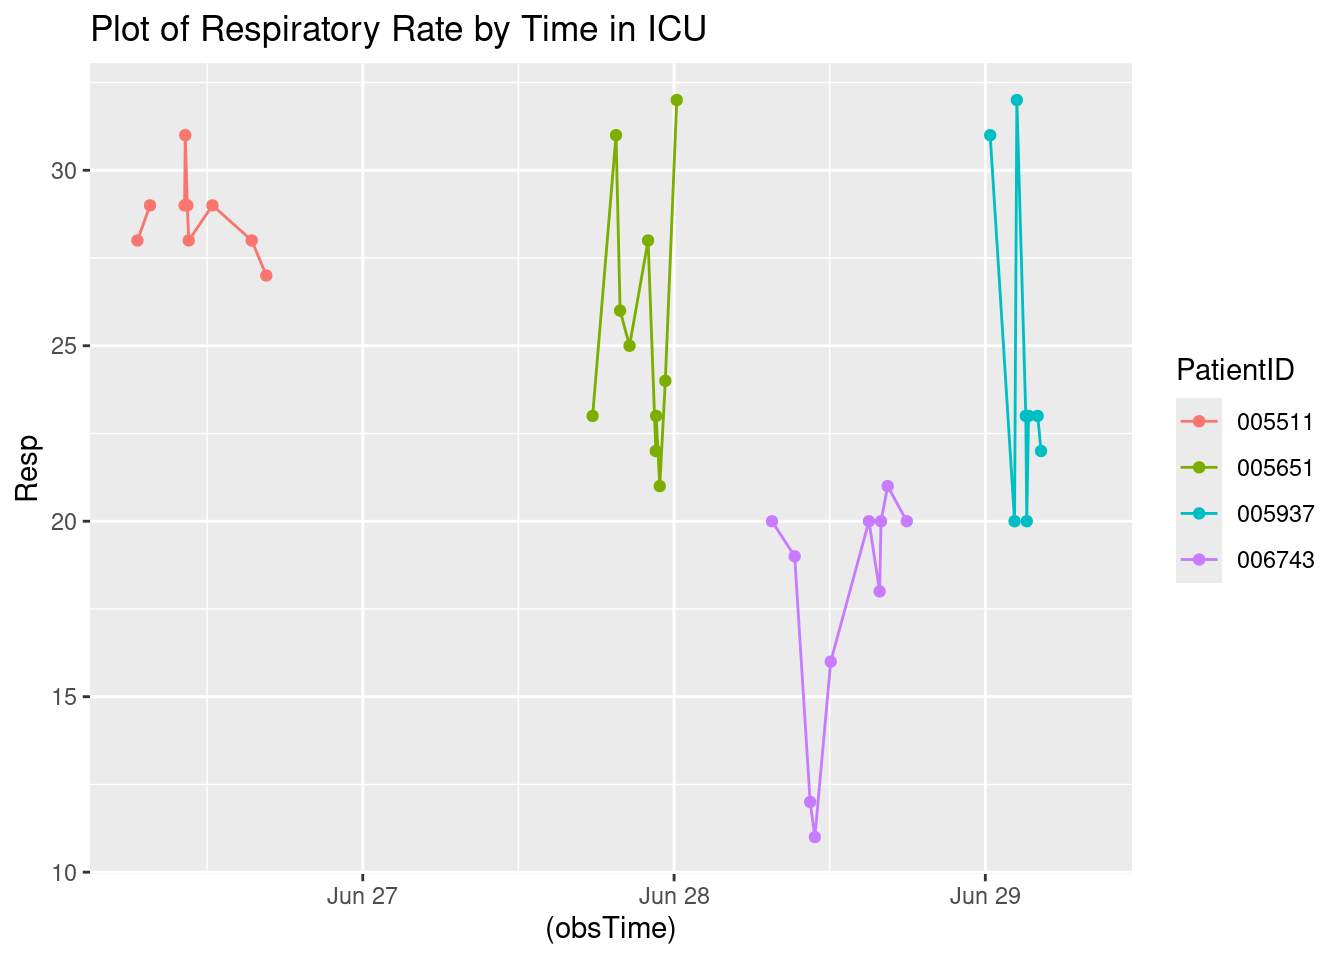 Plot of Respiratory Rate by Time in ICU
30
25
20
15
10
Resp
Jun 27
Jun 28
Jun 29
(obsTime)
PatientID
005511
005651
005937
006743